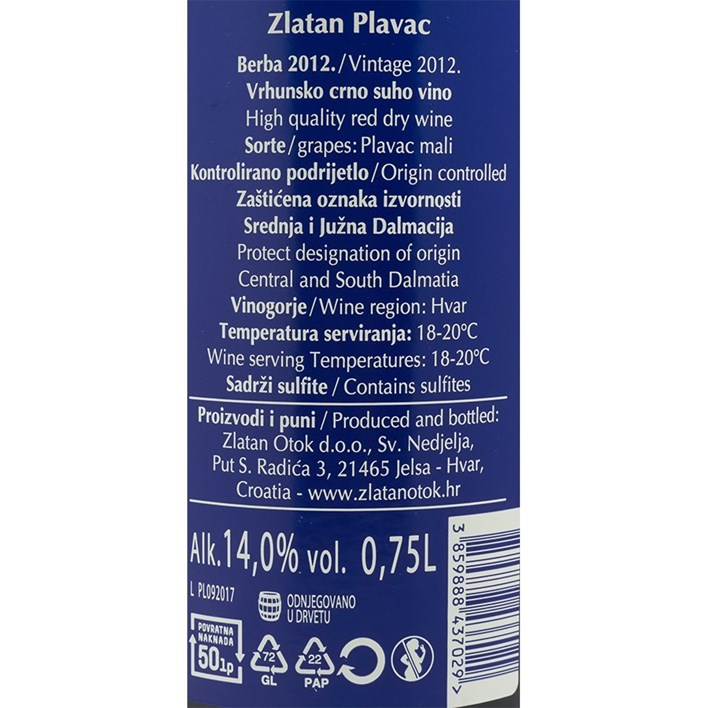 Zlatan Plavac
Berba 2012./Vintage 2012.
Vrhunsko crno suho vino
High quality red dry wine
Sorte/grapes: Plavac mali
Kontrolirano podrijetlo/Origin controlled
Zaštićena oznaka izvornosti
Srednja i Južna Dalmacija
Protect designation of origin
Central and South Dalmatia
Vinogorje/Wine region: Hvar
Temperatura serviranja: 18-20°C
Wine serving Temperatures: 18-20°C
Sadrži sulfite / Contains sulfites
Proizvodi i puni / Produced and bottled:
Zlatan Otok d.o.o., Sv. Nedjelja,
Put S. Radića 3, 21465 Jelsa - Hvar,
Croatia - www.zlatanotok.hr
Alk.14,0% vol. 0,75L
L PL092017
ODNJEGOVANO
U DRVETU
POVRATNA
NAKNADA
50lp
72
GL
22
PAP
3 859888 437029 >